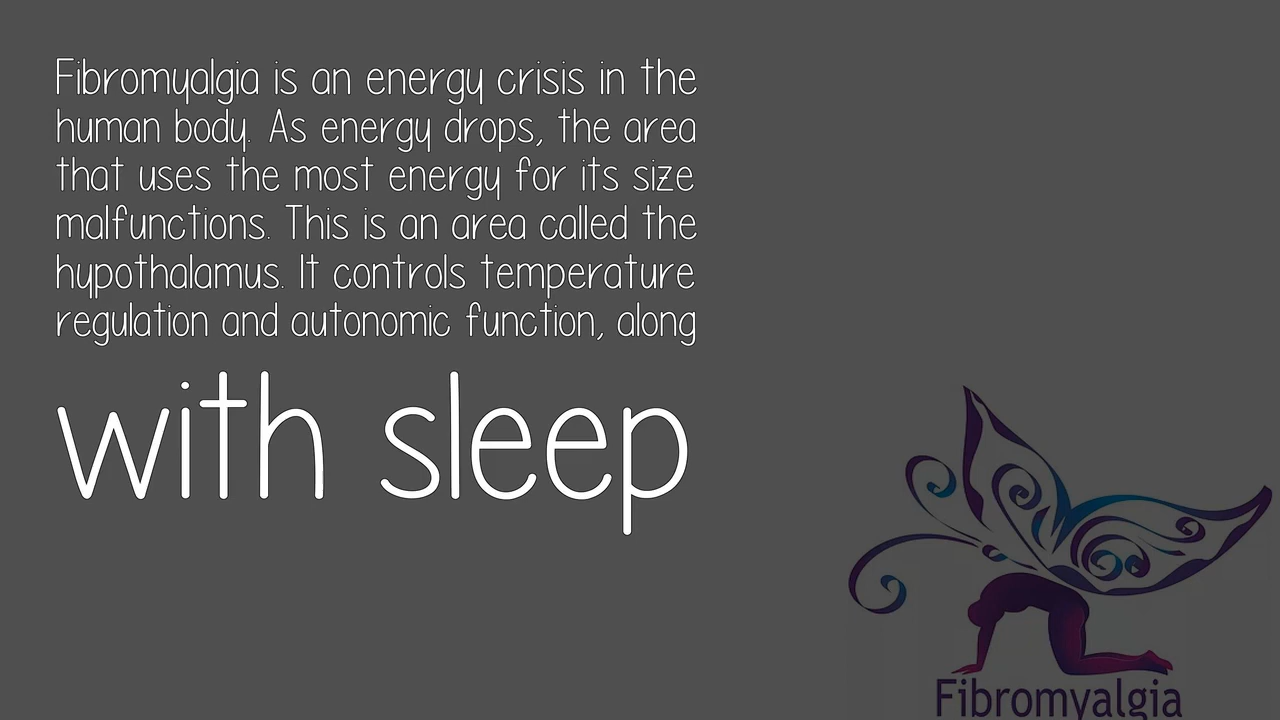 Fibromyalgia is an energy crisis in the
human body. As energy drops, the area
that uses the most energy for its size
malfunctions. This is an area called the
hypothalamus. It controls temperature
regulation and autonomic function, along
with sleep
Fibromyalgia